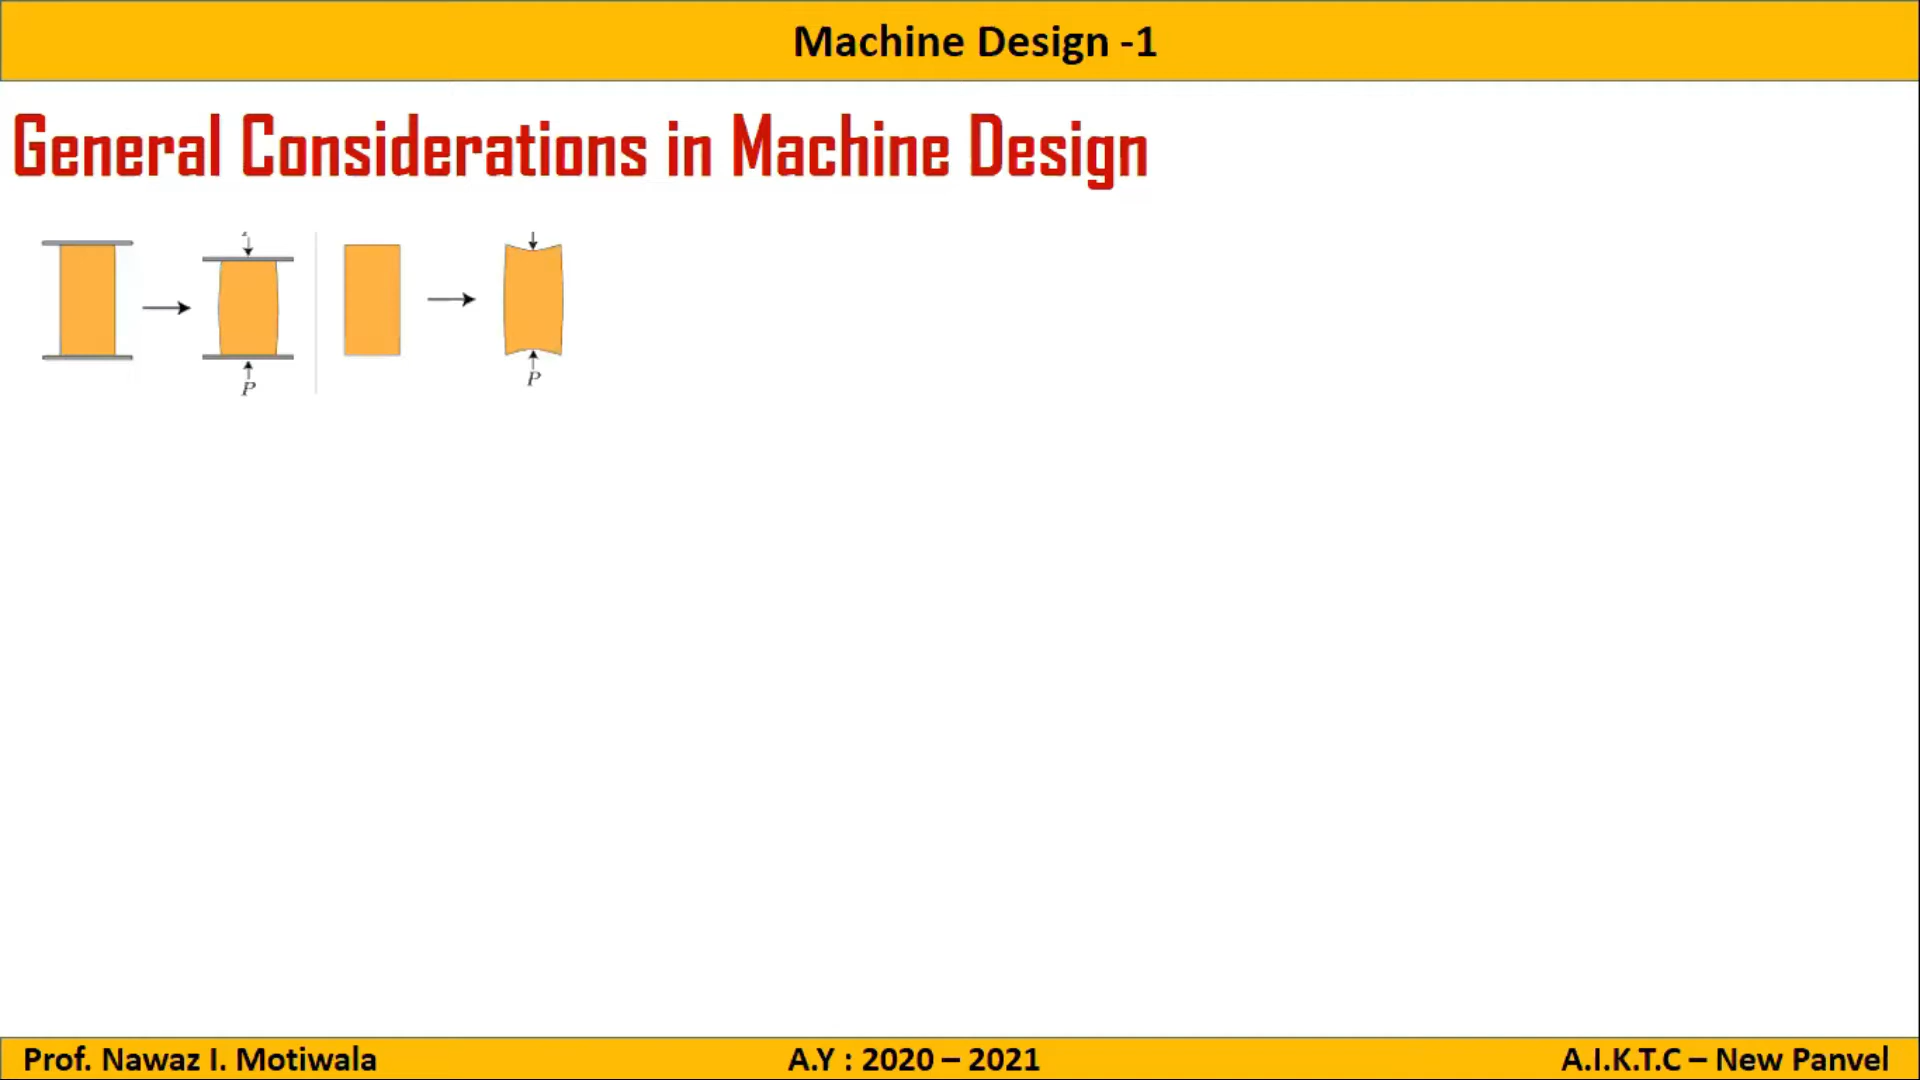 Machine Design -1
General Considerations in Machine Design
P
P
Prof. Nawaz I. Motiwala
A.Y : 2020 – 2021
A.I.K.T.C – New Panvel